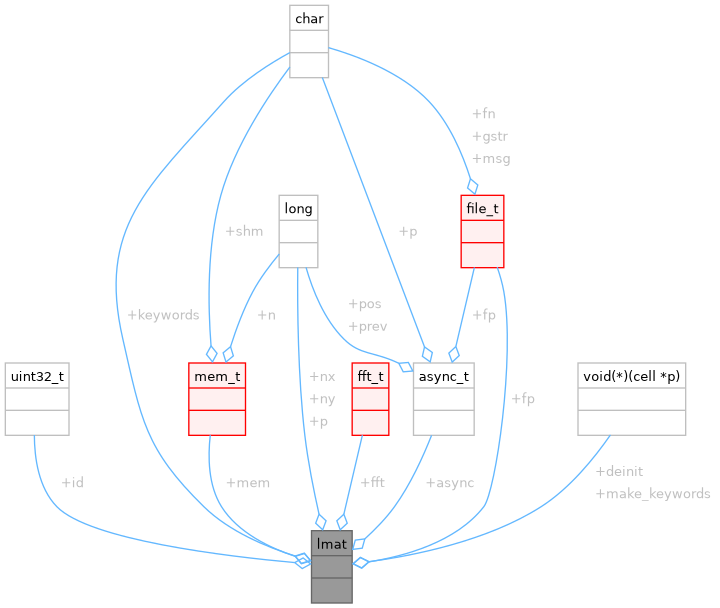 char
+fn
+gstr
+msg
long
file_t
+shm
+p
+pos
+prev
+keywords
+n
+fp
uint32_t
mem_t
fft_t
async_t
void(*)(cell *p)
+nx
+ny
+p
+fp
+deinit
+make_keywords
+id
+mem
+fft
+async
lmat